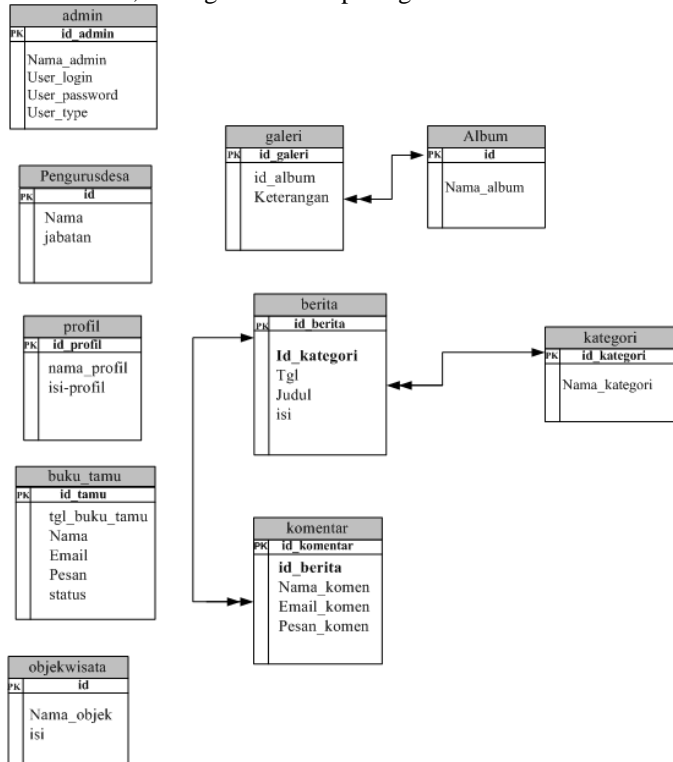 admin
PK id_admin
Nama_admin
User_login
User_password
User_type
galeri
PK id_galeri
id_album
Keterangan
Album
PK id
Nama_album
Pengurusdesa
PK id
Nama
jabatan
berita
PK id_berita
Id_kategori
Tgl
Judul
isi
kategori
PK id_kategori
Nama_kategori
profil
PK id_profil
nama_profil
isi-profil
buku_tamu
PK id_tamu
tgl_buku_tamu
Nama
Email
Pesan
status
komentar
PK id_komentar
id_berita
Nama_komen
Email_komen
Pesan_komen
objekwisata
PK id
Nama_objek
isi